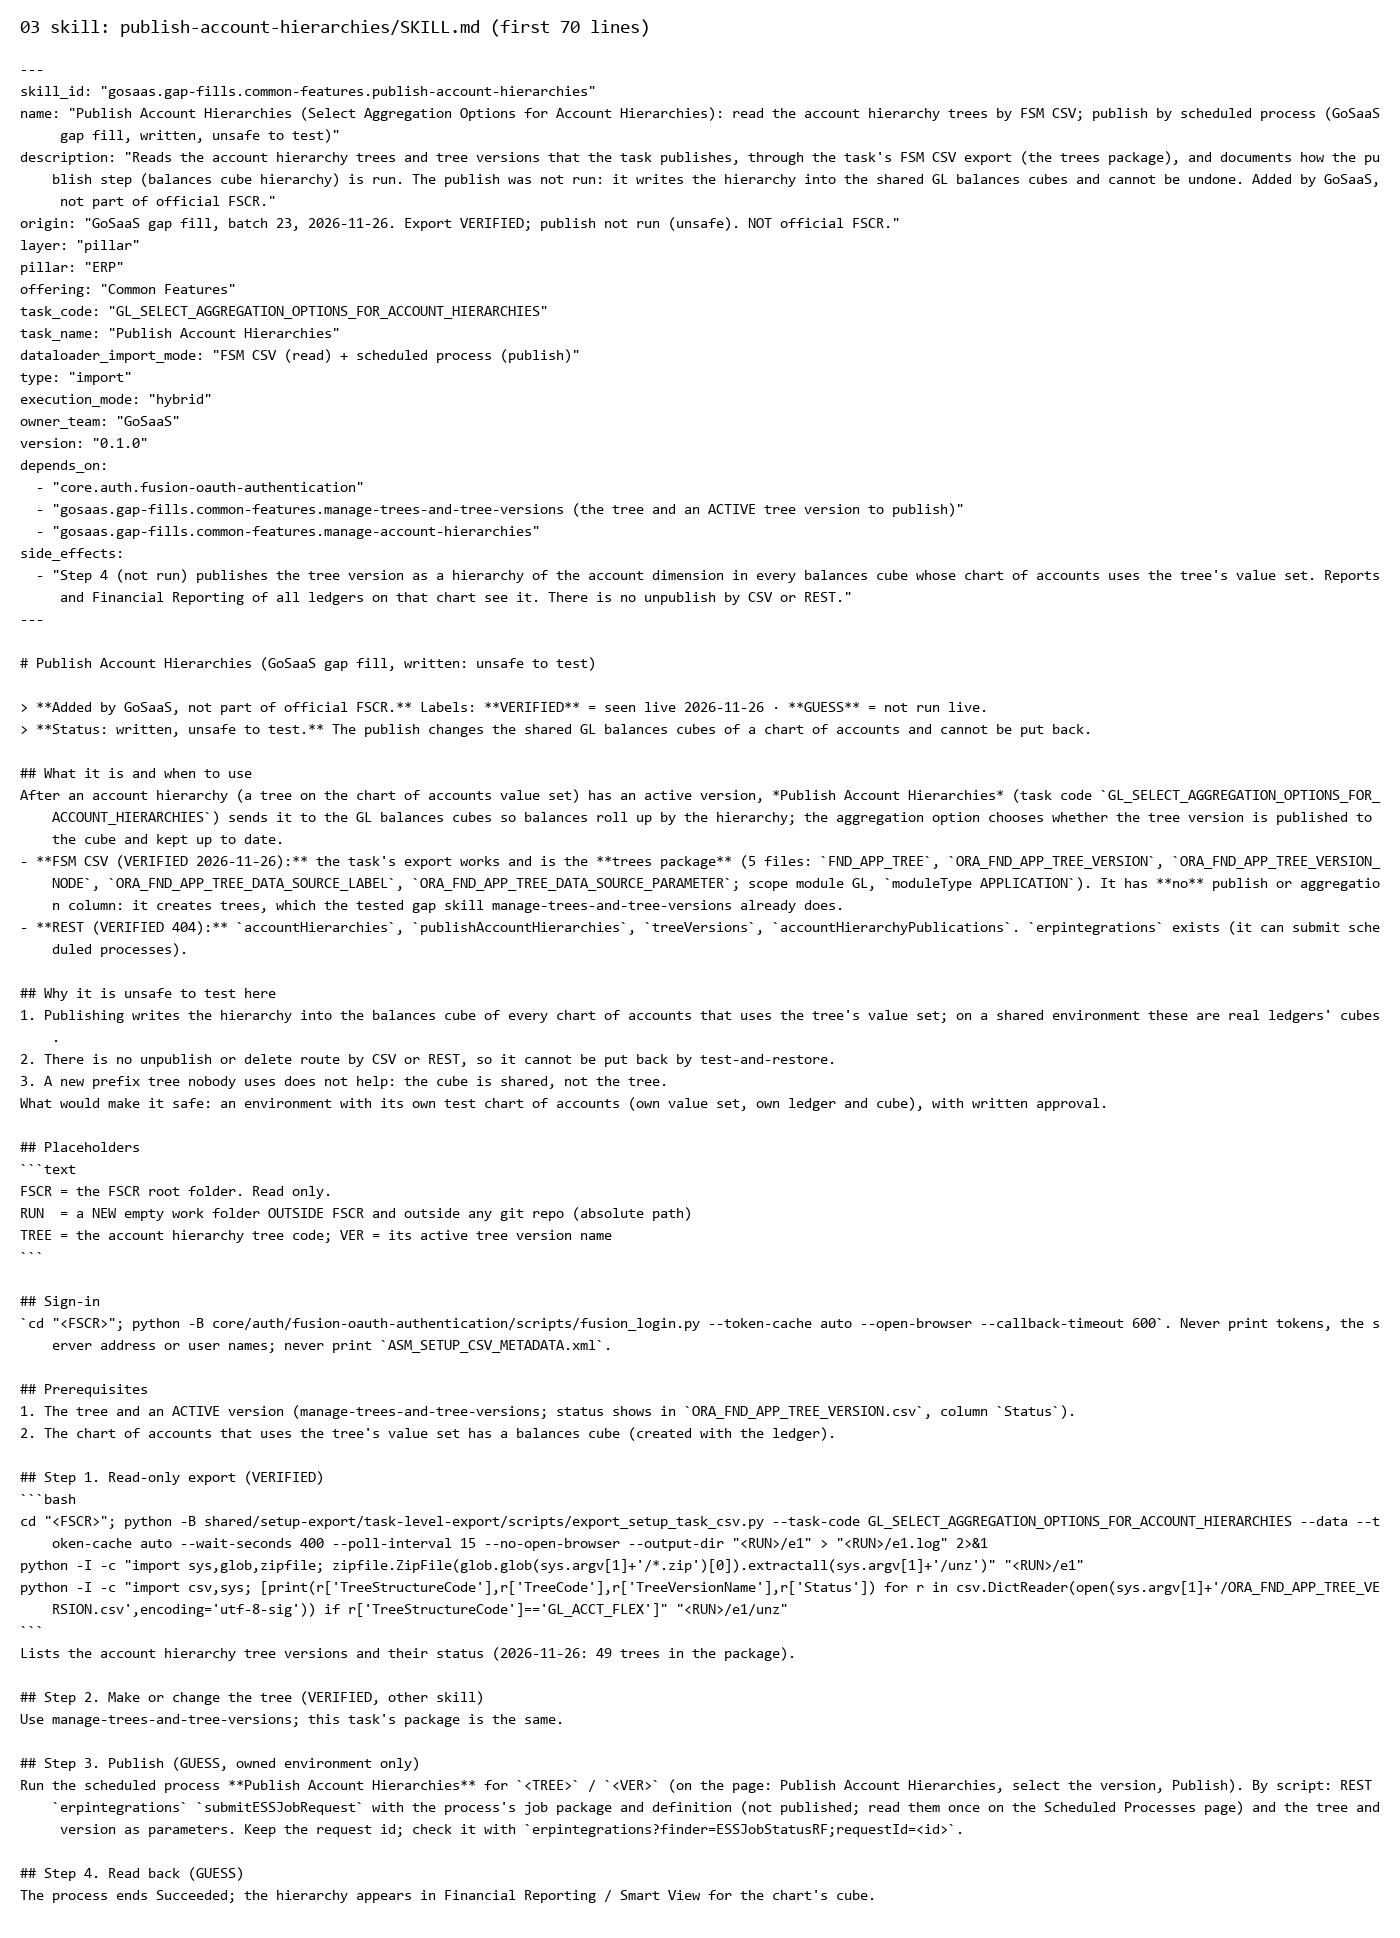 03 skill: publish-account-hierarchies/SKILL.md (first 70 lines)
---
skill_id: "gosaas.gap-fills.common-features.publish-account-hierarchies"
name: "Publish Account Hierarchies (Select Aggregation Options for Account Hierarchies): read the account hierarchy trees by FSM CSV; publish by scheduled process (GoSaaS
gap fill, written, unsafe to test)"
description: "Reads the account hierarchy trees and tree versions that the task publishes, through the task's FSM CSV export (the trees package), and documents how the pu
blish step (balances cube hierarchy) is run. The publish was not run: it writes the hierarchy into the shared GL balances cubes and cannot be undone. Added by GoSaaS,
not part of official FSCR."
origin: "GoSaaS gap fill, batch 23, 2026-11-26. Export VERIFIED; publish not run (unsafe). NOT official FSCR."
layer: "pillar"
pillar: "ERP"
offering: "Common Features"
task_code: "GL_SELECT_AGGREGATION_OPTIONS_FOR_ACCOUNT_HIERARCHIES"
task_name: "Publish Account Hierarchies"
dataloader_import_mode: "FSM CSV (read) + scheduled process (publish)"
type: "import"
execution_mode: "hybrid"
owner_team: "GoSaaS"
version: "0.1.0"
depends_on:
- "core.auth.fusion-oauth-authentication"
- "gosaas.gap-fills.common-features.manage-trees-and-tree-versions (the tree and an ACTIVE tree version to publish)"
- "gosaas.gap-fills.common-features.manage-account-hierarchies"
side_effects:
- "Step 4 (not run) publishes the tree version as a hierarchy of the account dimension in every balances cube whose chart of accounts uses the tree's value set. Reports
and Financial Reporting of all ledgers on that chart see it. There is no unpublish by CSV or REST."
---
# Publish Account Hierarchies (GoSaaS gap fill, written: unsafe to test)
> **Added by GoSaaS, not part of official FSCR.** Labels: **VERIFIED** = seen live 2026-11-26 · **GUESS** = not run live.
> **Status: written, unsafe to test.** The publish changes the shared GL balances cubes of a chart of accounts and cannot be put back.
## What it is and when to use
After an account hierarchy (a tree on the chart of accounts value set) has an active version, *Publish Account Hierarchies* (task code `GL_SELECT_AGGREGATION_OPTIONS_FOR_
ACCOUNT_HIERARCHIES`) sends it to the GL balances cubes so balances roll up by the hierarchy; the aggregation option chooses whether the tree version is published to
the cube and kept up to date.
- **FSM CSV (VERIFIED 2026-11-26):** the task's export works and is the **trees package** (5 files: `FND_APP_TREE`, `ORA_FND_APP_TREE_VERSION`, `ORA_FND_APP_TREE_VERSION_
NODE`, `ORA_FND_APP_TREE_DATA_SOURCE_LABEL`, `ORA_FND_APP_TREE_DATA_SOURCE_PARAMETER`; scope module GL, `moduleType APPLICATION`). It has **no** publish or aggregatio
n column: it creates trees, which the tested gap skill manage-trees-and-tree-versions already does.
- **REST (VERIFIED 404):** `accountHierarchies`, `publishAccountHierarchies`, `treeVersions`, `accountHierarchyPublications`. `erpintegrations` exists (it can submit sche
duled processes).
## Why it is unsafe to test here
1. Publishing writes the hierarchy into the balances cube of every chart of accounts that uses the tree's value set; on a shared environment these are real ledgers' cubes
.
2. There is no unpublish or delete route by CSV or REST, so it cannot be put back by test-and-restore.
3. A new prefix tree nobody uses does not help: the cube is shared, not the tree.
What would make it safe: an environment with its own test chart of accounts (own value set, own ledger and cube), with written approval.
## Placeholders
```text
FSCR = the FSCR root folder. Read only.
RUN  = a NEW empty work folder OUTSIDE FSCR and outside any git repo (absolute path)
TREE = the account hierarchy tree code; VER = its active tree version name
```
## Sign-in
`cd "<FSCR>"; python -B core/auth/fusion-oauth-authentication/scripts/fusion_login.py --token-cache auto --open-browser --callback-timeout 600`. Never print tokens, the s
erver address or user names; never print `ASM_SETUP_CSV_METADATA.xml`.
## Prerequisites
1. The tree and an ACTIVE version (manage-trees-and-tree-versions; status shows in `ORA_FND_APP_TREE_VERSION.csv`, column `Status`).
2. The chart of accounts that uses the tree's value set has a balances cube (created with the ledger).
## Step 1. Read-only export (VERIFIED)
```bash
cd "<FSCR>"; python -B shared/setup-export/task-level-export/scripts/export_setup_task_csv.py --task-code GL_SELECT_AGGREGATION_OPTIONS_FOR_ACCOUNT_HIERARCHIES --data --t
oken-cache auto --wait-seconds 400 --poll-interval 15 --no-open-browser --output-dir "<RUN>/e1" > "<RUN>/e1.log" 2>&1
python -I -c "import sys,glob,zipfile; zipfile.ZipFile(glob.glob(sys.argv[1]+'/*.zip')[0]).extractall(sys.argv[1]+'/unz')" "<RUN>/e1"
python -I -c "import csv,sys; [print(r['TreeStructureCode'],r['TreeCode'],r['TreeVersionName'],r['Status']) for r in csv.DictReader(open(sys.argv[1]+'/ORA_FND_APP_TREE_VE
RSION.csv',encoding='utf-8-sig')) if r['TreeStructureCode']=='GL_ACCT_FLEX']" "<RUN>/e1/unz"
```
Lists the account hierarchy tree versions and their status (2026-11-26: 49 trees in the package).
## Step 2. Make or change the tree (VERIFIED, other skill)
Use manage-trees-and-tree-versions; this task's package is the same.
## Step 3. Publish (GUESS, owned environment only)
Run the scheduled process **Publish Account Hierarchies** for `<TREE>` / `<VER>` (on the page: Publish Account Hierarchies, select the version, Publish). By script: REST
`erpintegrations` `submitESSJobRequest` with the process's job package and definition (not published; read them once on the Scheduled Processes page) and the tree and
version as parameters. Keep the request id; check it with `erpintegrations?finder=ESSJobStatusRF;requestId=<id>`.
## Step 4. Read back (GUESS)
The process ends Succeeded; the hierarchy appears in Financial Reporting / Smart View for the chart's cube.